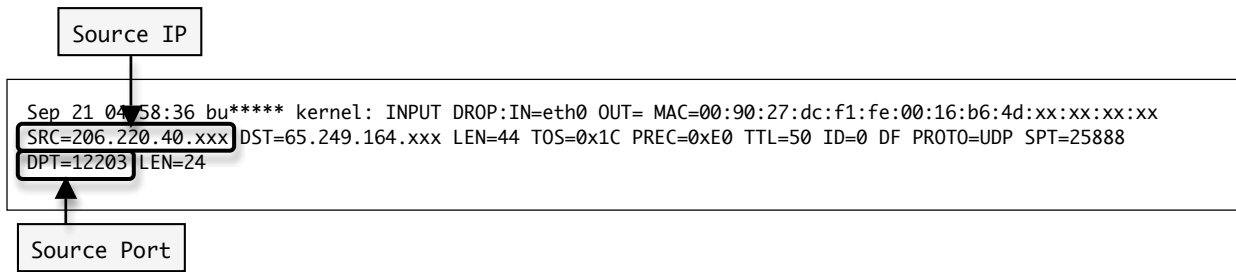 Source IP
Sep 21 04:58:36 bu***** kernel: INPUT DROP:IN=eth0 OUT= MAC=00:90:27:dc:f1:fe:00:16:b6:4d:xx:xx:xx:xx
SRC=206.220.40.xxx DST=65.249.164.xxx LEN=44 TOS=0x1C PREC=0xE0 TTL=50 ID=0 DF PROTO=UDP SPT=25888
DPT=12203 LEN=24
Source Port